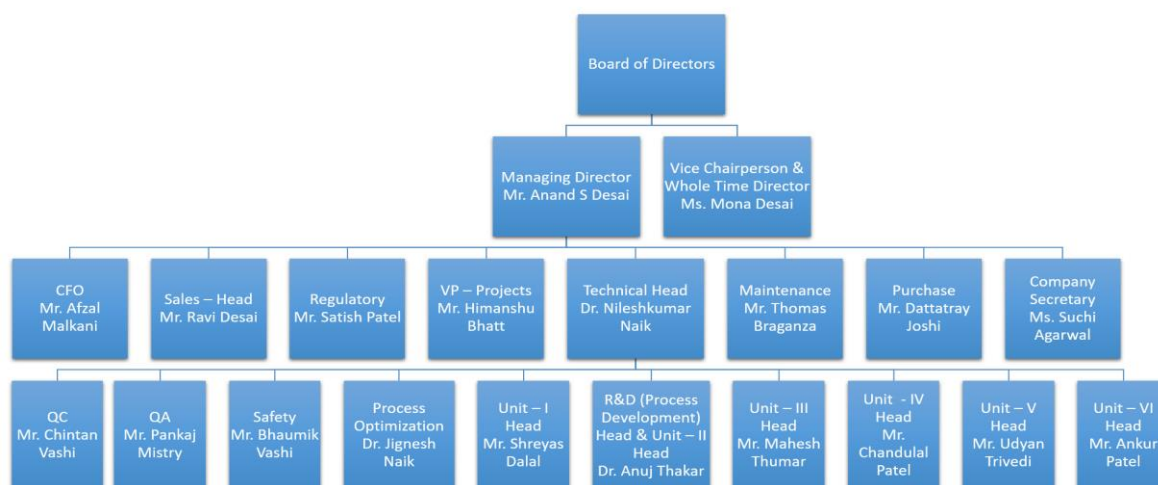 Board of Directors
Managing
Director
Mr. Anand S Desai
Vice Chairperson &
Whole Time Director
Ms. Mona Desai
CFO
Mr. Afzal
Malkani
Sales – Head
Mr. Ravi Desai
Regulatory
Mr. Satish Patel
VP – Projects
Mr. Himanshu
Bhatt
Technical Head
Dr. Nileshkumar
Naik
Maintenance
Mr. Thomas
Braganza
Purchase
Mr. Dattatray
Joshi
Company
Secretary
Ms. Suchi
Agarwal
QC
Mr. Chintan
Vashi
QA
Mr. Pankaj
Mistry
Safety
Mr. Bhaumik
Vashi
Process
Optimization
Dr. Jignesh
Naik
Unit – I
Head
Mr. Shreyas
Dalal
R&D (Process
Development)
Head & Unit – II
Head
Dr. Anuj Thakar
Unit – III
Head
Mr. Mahesh
Thumar
Unit - IV
Head
Mr.
Chandulal
Patel
Unit – V
Head
Mr. Udyan
Trivedi
Unit – VI
Head
Mr. Ankur
Patel